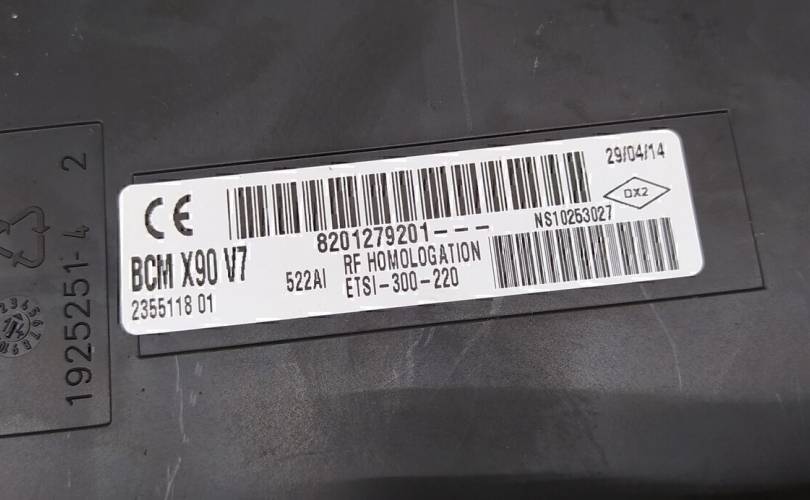 29/04/14
CE
DX2
8201279201---
NS10253027
BCM X90 V7
522AI
RF HOMOLOGATION
ETSI-300-220
2355118 01
1925251-4 2